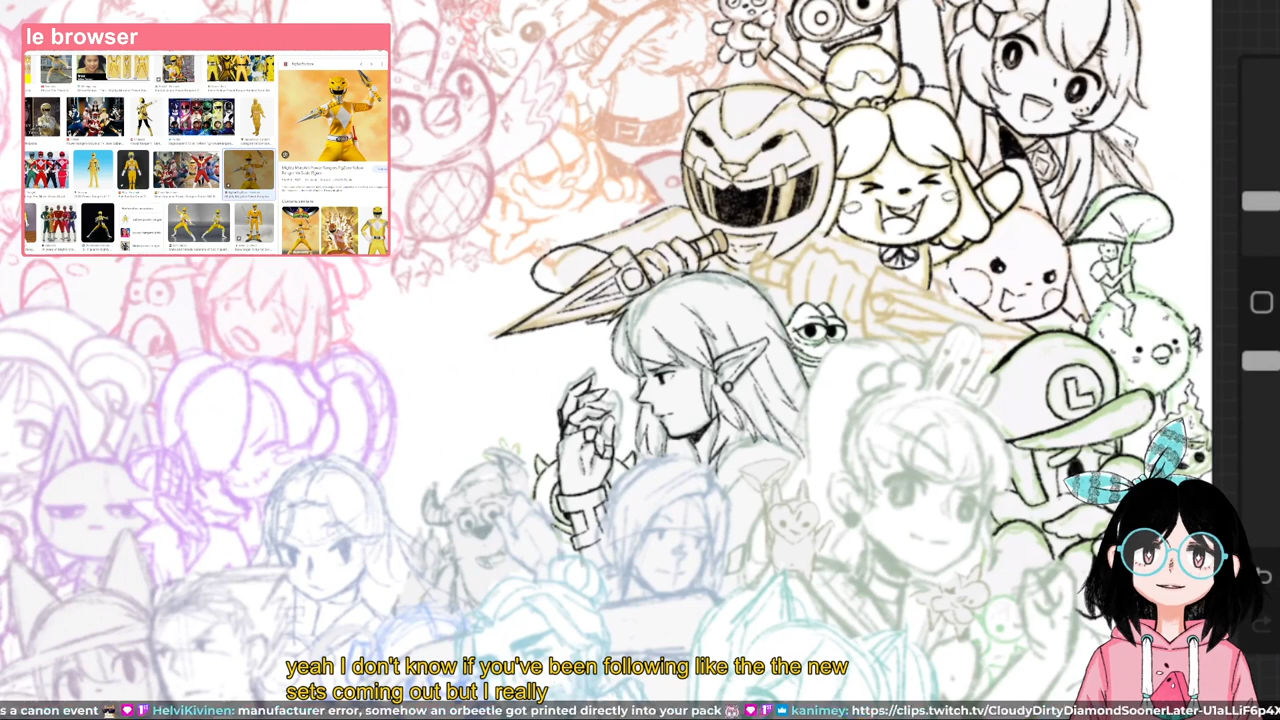 le browser
L
yeah I don't know if you've been following like the the new
sets coming out but I really
s a canon event HelviKivinen: manufacturer error, somehow an orbeetle got printed directly into your pack kanimey: https://clips.twitch.tv/CloudyDirtyDiamondSoonerLater-U1aLLiF6p4X